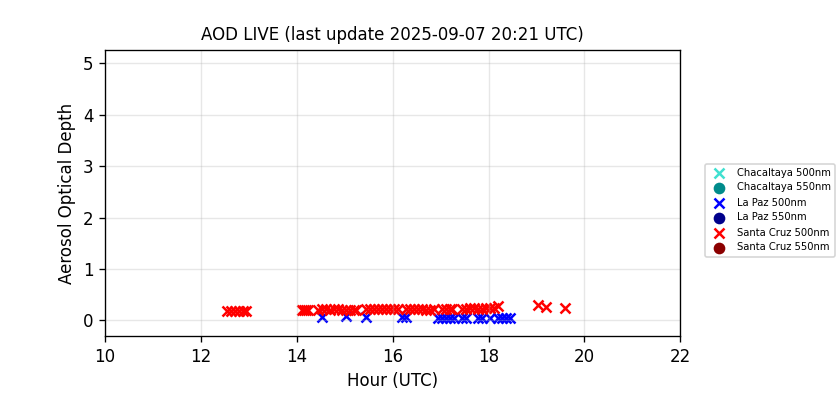 AOD LIVE (last update 2025-09-07 20:21 UTC)
Aerosol Optical Depth
5
4
3
2
1
0
10 12 14 16 18 20 22
Hour (UTC)
Chacaltaya 500nm
Chacaltaya 550nm
La Paz 500nm
La Paz 550nm
Santa Cruz 500nm
Santa Cruz 550nm